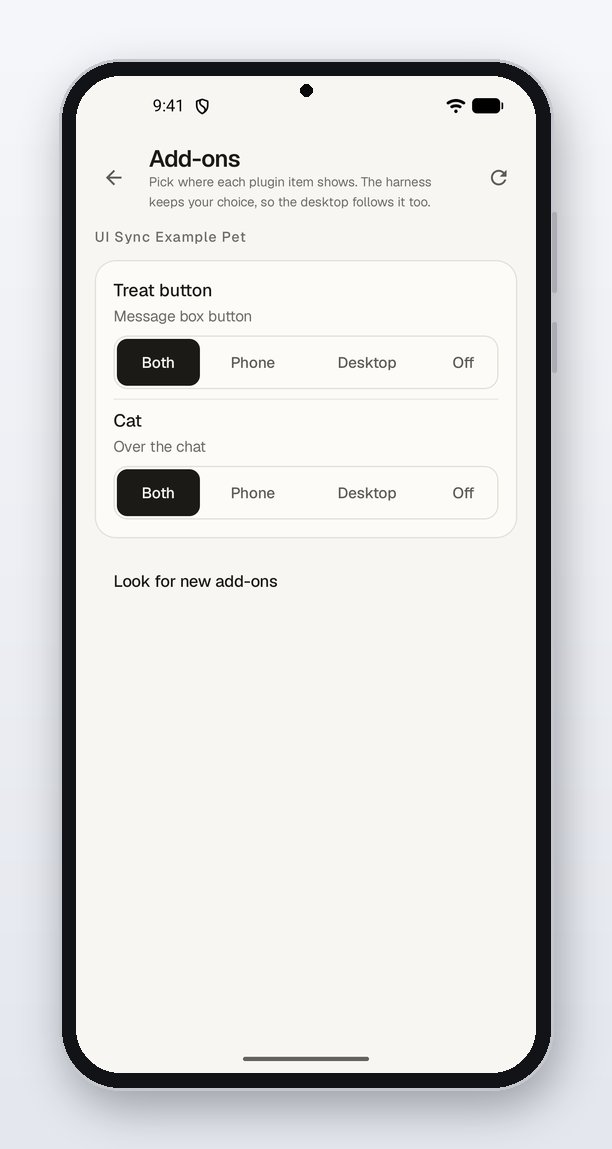 9:41
Add-ons
Pick where each plugin item shows. The harness
keeps your choice, so the desktop follows it too.
UI Sync Example Pet
Treat button
Message box button
Both Phone Desktop Off
Cat
Over the chat
Both Phone Desktop Off
Look for new add-ons